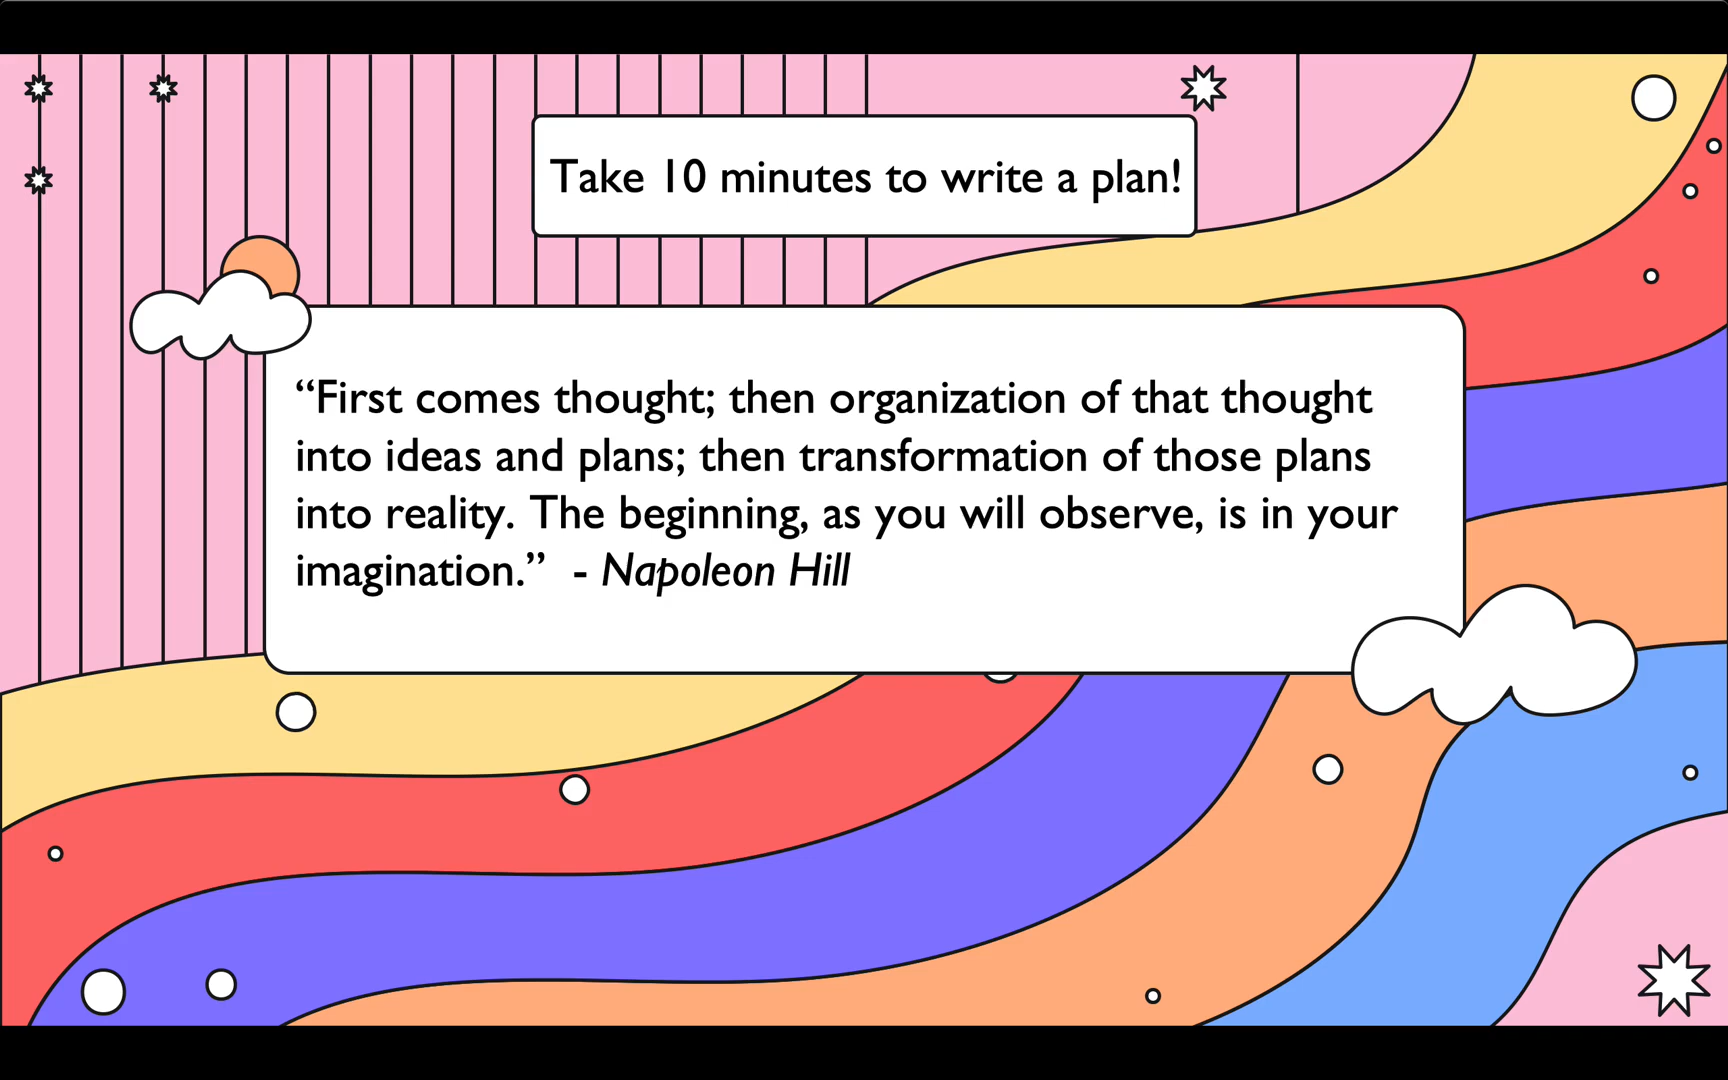 Take 10 minutes to write a plan!
“First comes thought; then organization of that thought
into ideas and plans; then transformation of those plans
into reality. The beginning, as you will observe, is in your
imagination.”  - Napoleon Hill